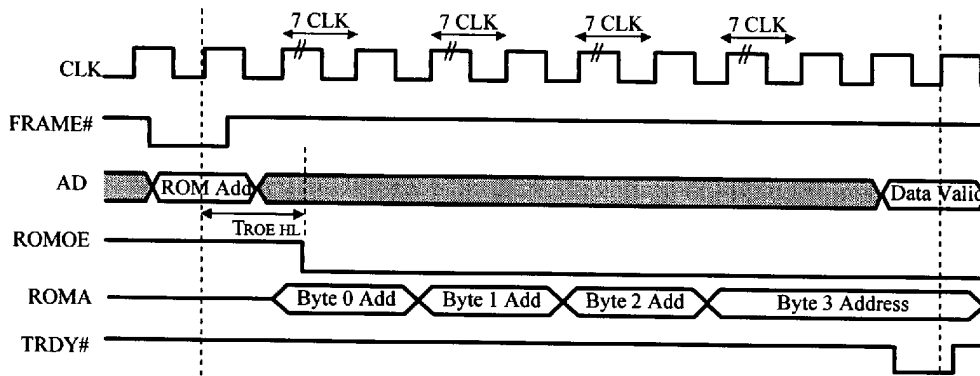 7 CLK 7 CLK 7 CLK 7 CLK
CLK
FRAME#
AD ROM Add Data Valid
TROE HL
ROMOE
ROMA Byte 0 Add Byte 1 Add Byte 2 Add Byte 3 Address
TRDY#